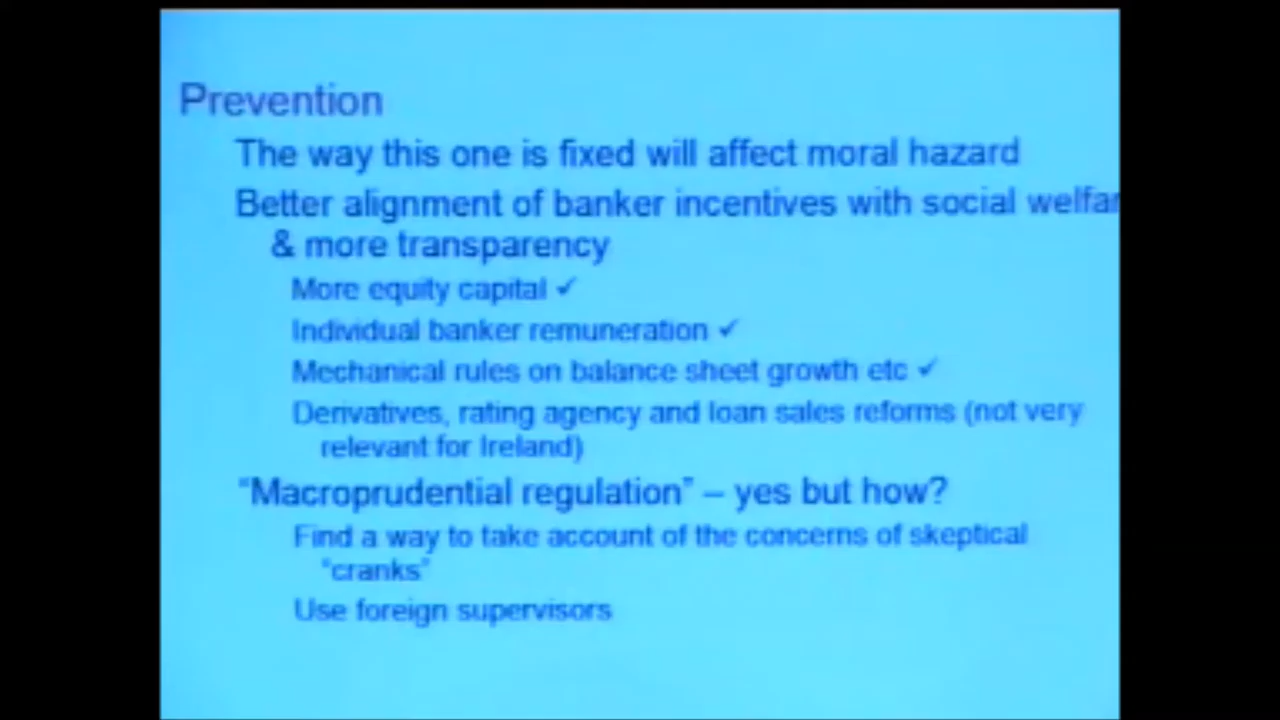 Prevention
The way this one is fixed will affect moral hazard
Better alignment of banker incentives with social welfar
& more transparency
More equity capital ✓
Individual banker remuneration ✓
Mechanical rules on balance sheet growth etc ✓
Derivatives, rating agency and loan sales reforms (not very
relevant for Ireland)
“Macroprudential regulation” – yes but how?
Find a way to take account of the concerns of skeptical
“cranks”
Use foreign supervisors